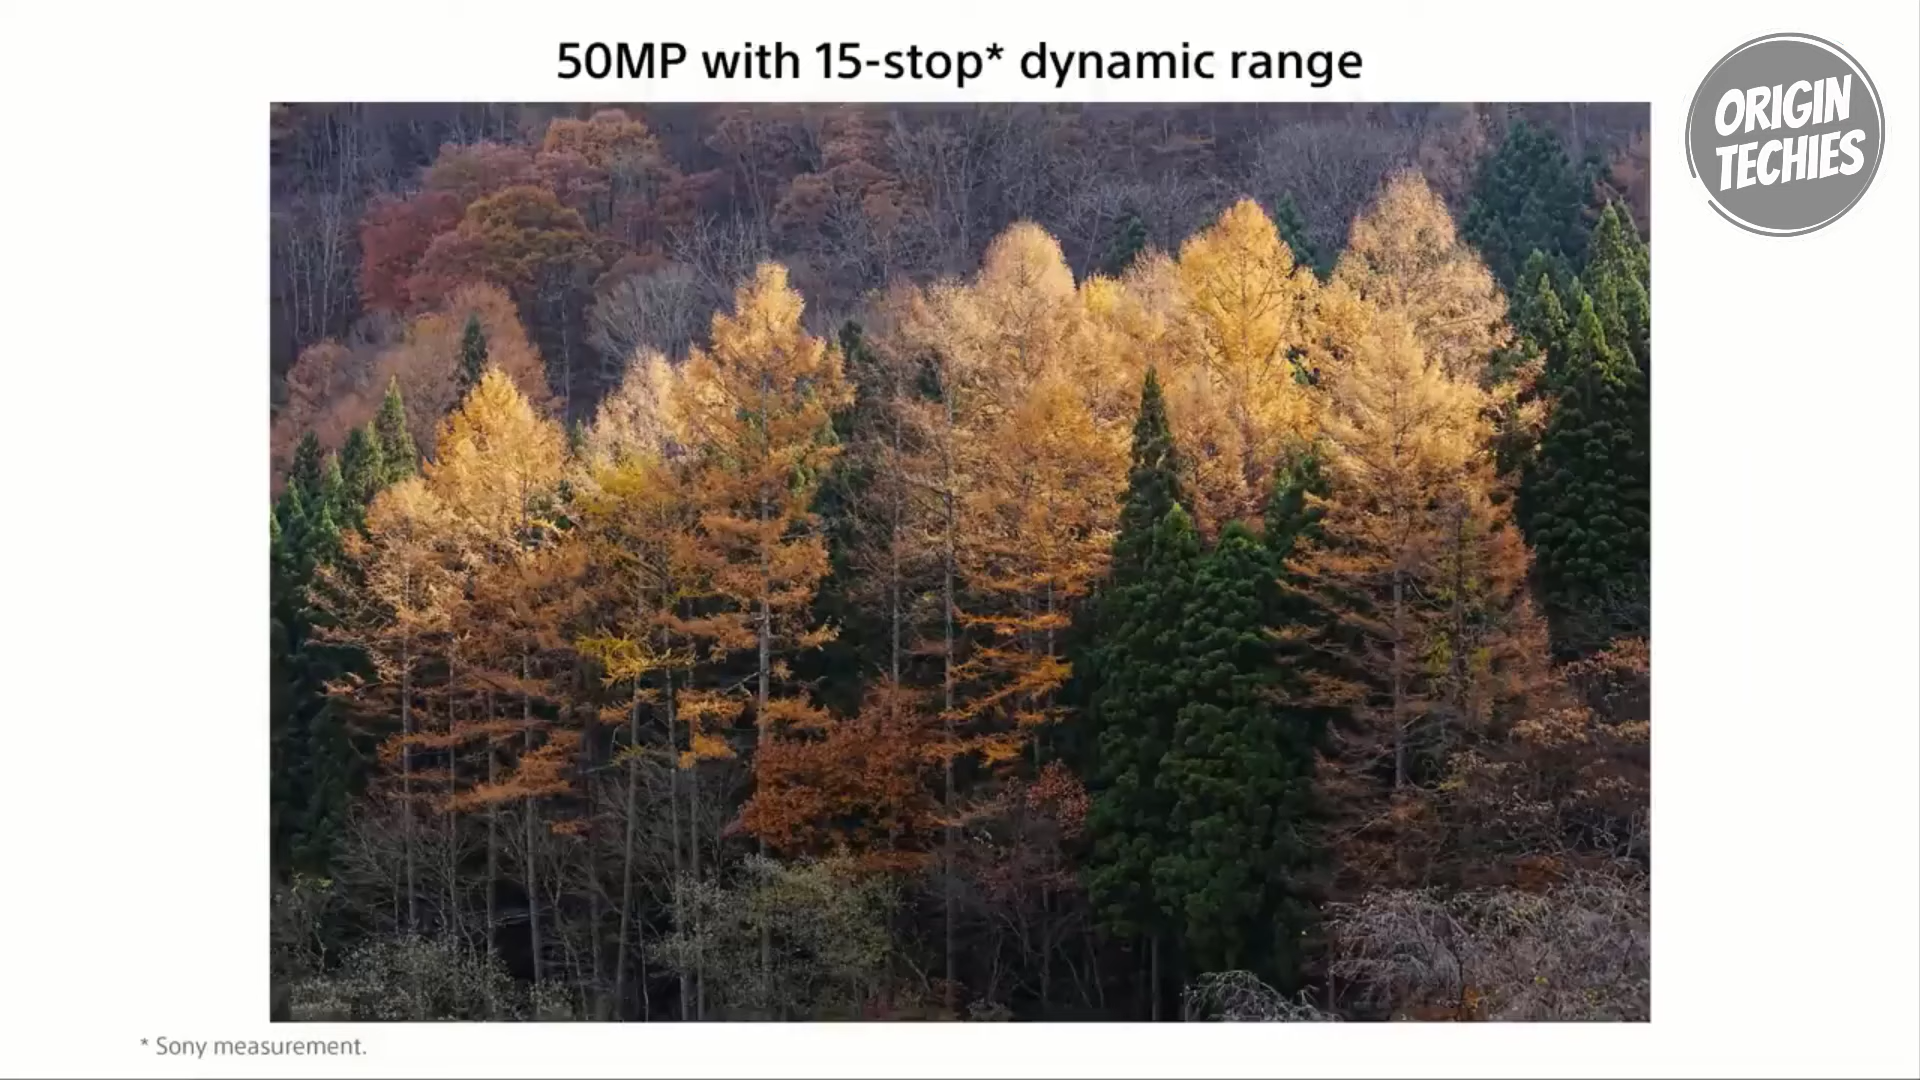 50MP with 15-stop* dynamic range
ORIGIN
TECHIES
* Sony measurement.